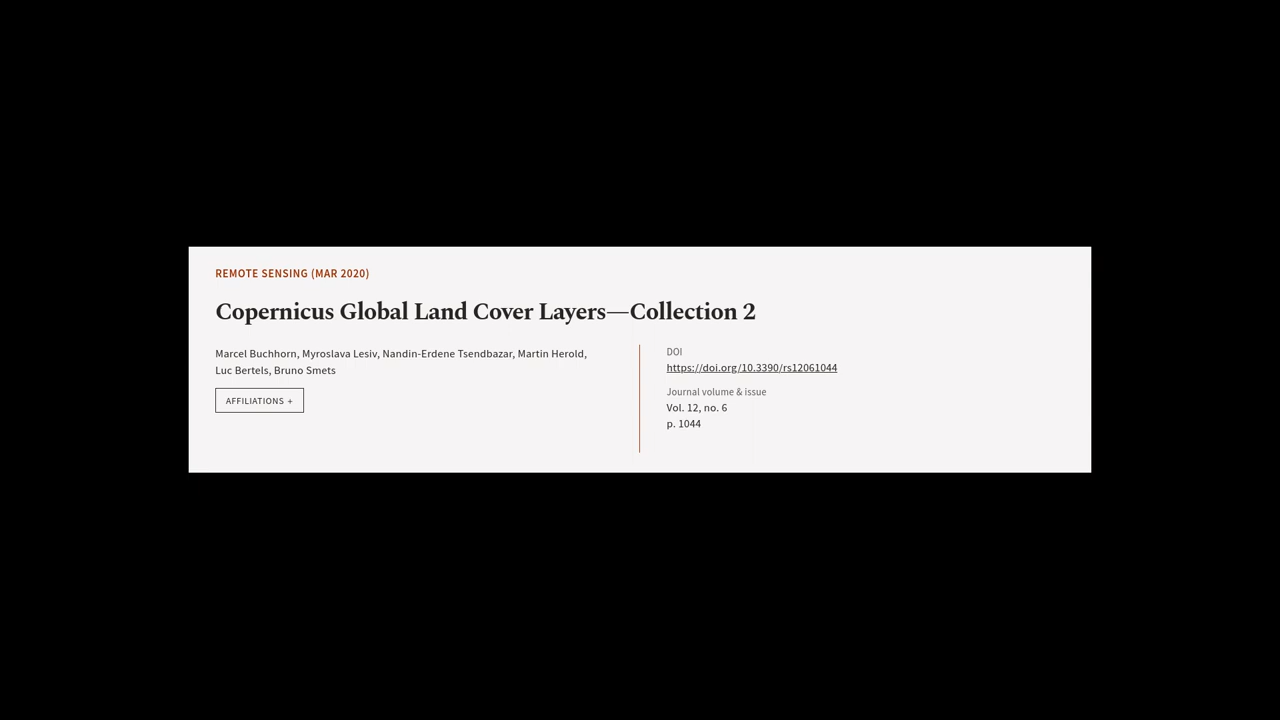 REMOTE SENSING (MAR 2020)
Copernicus Global Land Cover Layers—Collection 2
Marcel Buchhorn, Myroslava Lesiv, Nandin-Erdene Tsendbazar, Martin Herold,
Luc Bertels, Bruno Smets
AFFILIATIONS +
DOI
https://doi.org/10.3390/rs12061044
Journal volume & issue
Vol. 12, no. 6
p. 1044